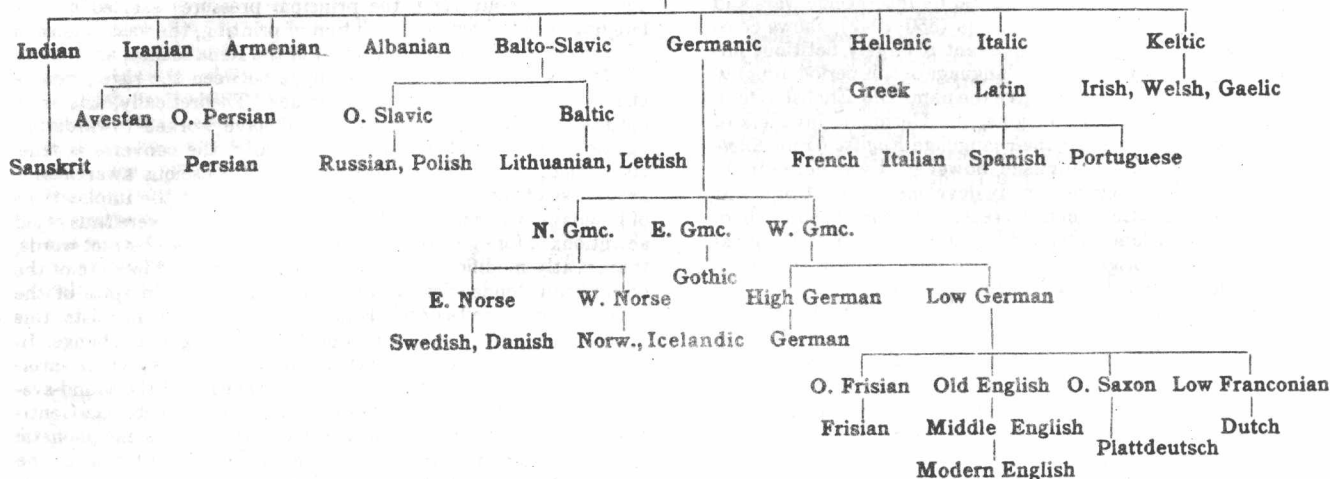 Indian Iranian Armenian Albanian Balto-Slavic Germanic Hellenic Italic Keltic
Greek Latin Irish, Welsh, Gaelic
Avestan O. Persian O. Slavic Baltic
Sanskrit Persian Russian, Polish Lithuanian, Lettish French Italian Spanish Portuguese
N. Gmc. E. Gmc. W. Gmc.
Gothic
E. Norse W. Norse High German Low German
Swedish, Danish Norw., Icelandic German
O. Frisian Old English O. Saxon Low Franconian
Frisian Middle English Dutch
Plattdeutsch
Modern English